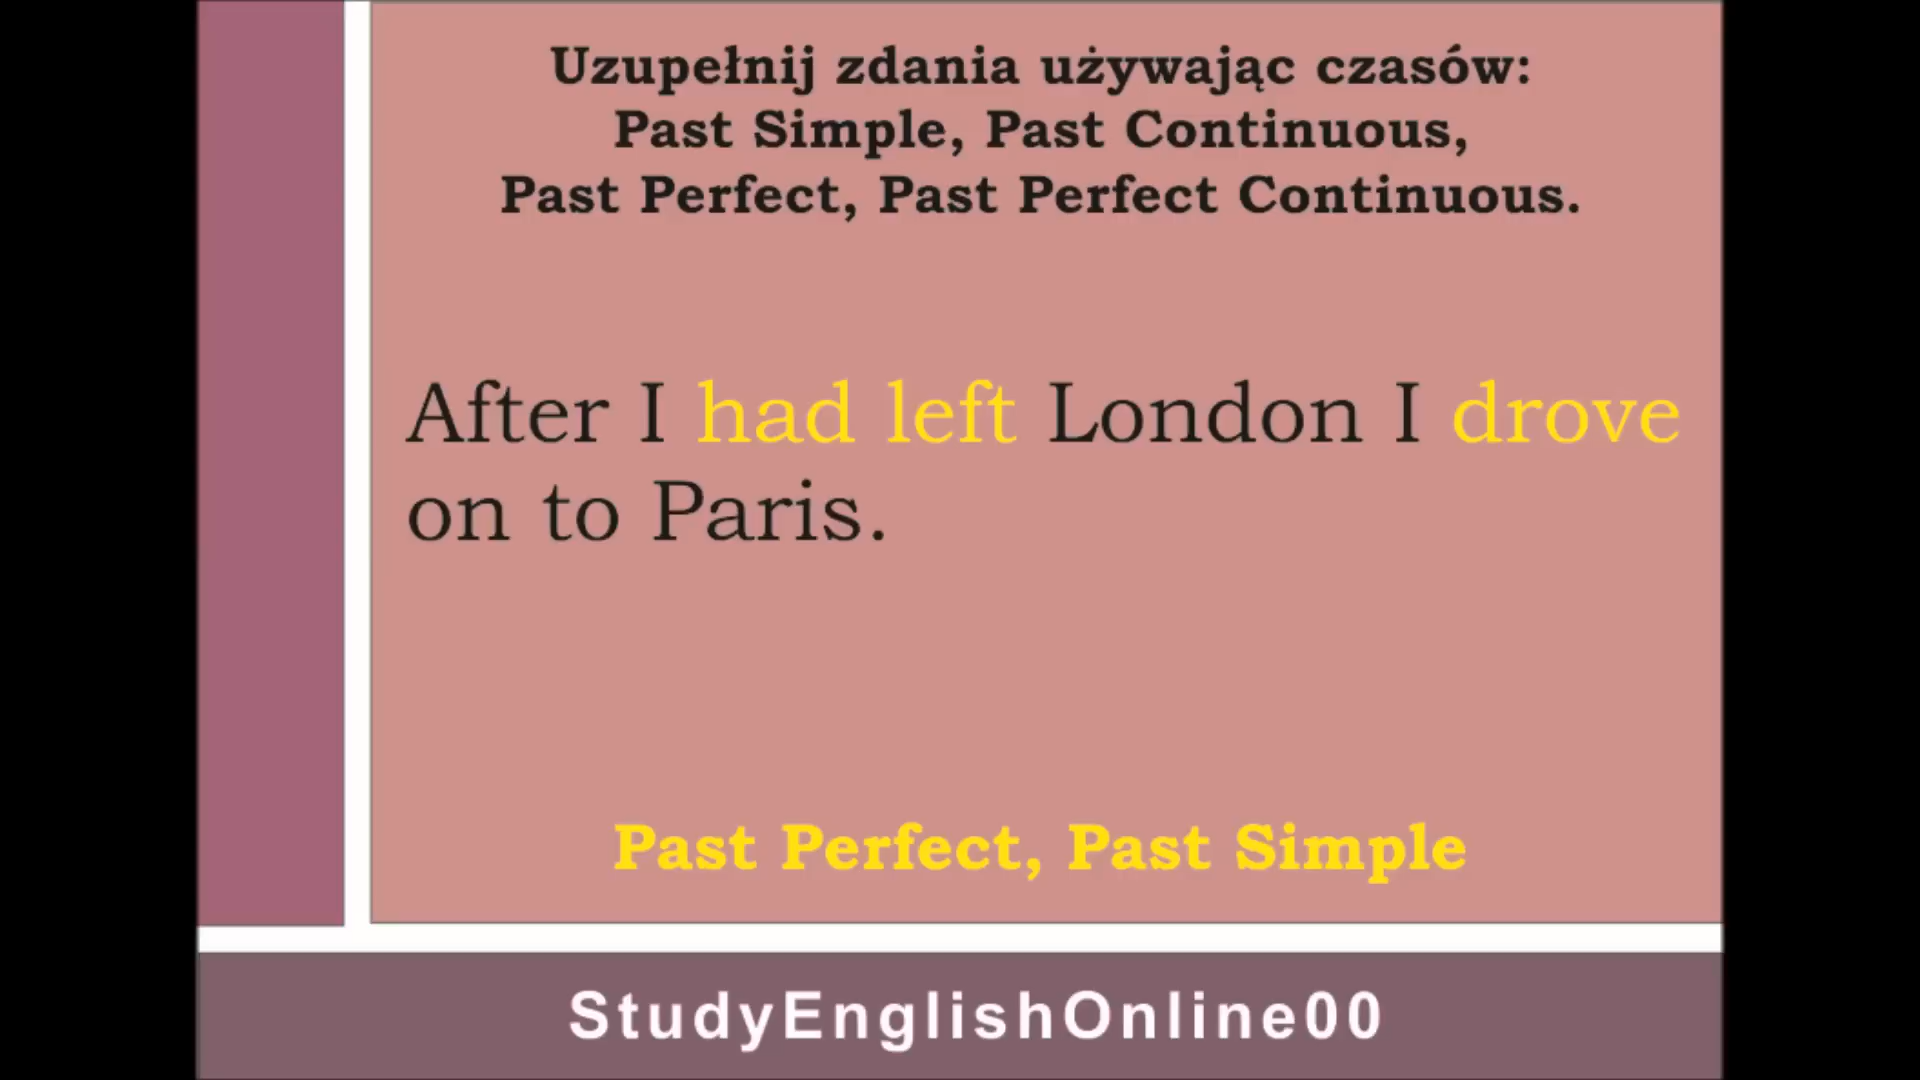 Uzupełnij zdania używając czasów:
Past Simple, Past Continuous,
Past Perfect, Past Perfect Continuous.
After I had left London I drove
on to Paris.
Past Perfect, Past Simple
StudyEnglishOnline00